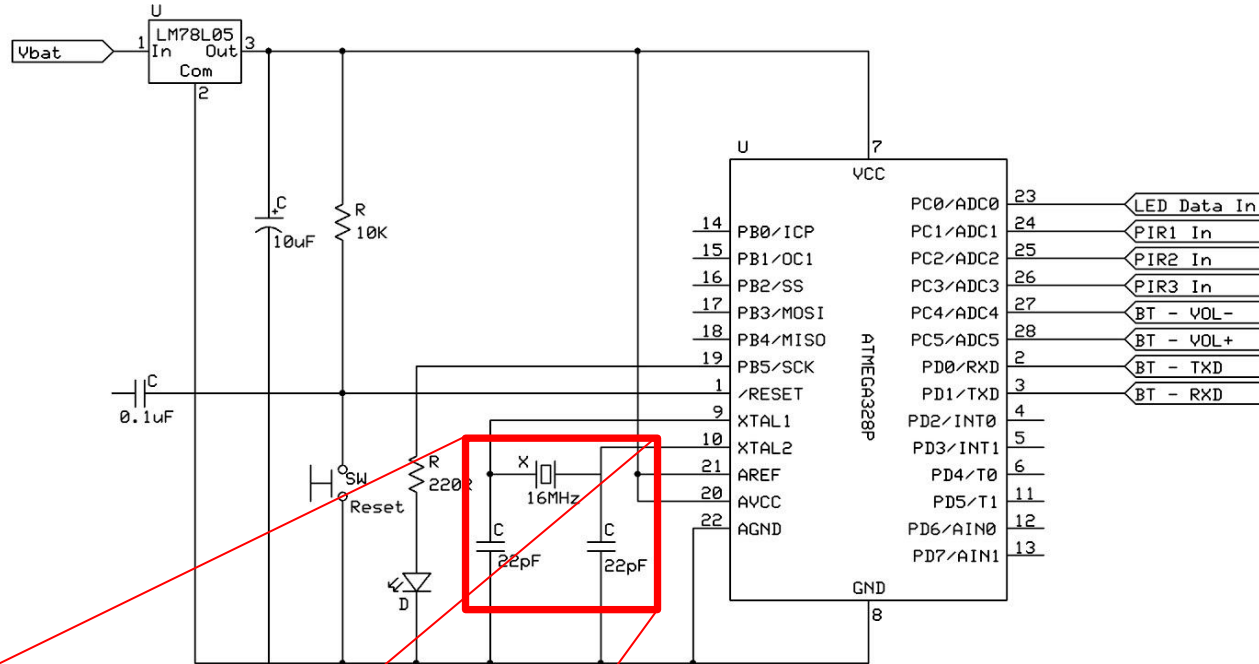 U
LM78L05
Vbat
1 In Out 3
Com
2
U
7
VCC
PC0/ADC0 23 LED Data In
14 PB0/ICP PC1/ADC1 24 PIR1 In
15 PB1/OC1 PC2/ADC2 25 PIR2 In
16 PB2/SS PC3/ADC3 26 PIR3 In
17 PB3/MOSI PC4/ADC4 27 BT - VOL-
18 PB4/MISO PC5/ADC5 28 BT - VOL+
19 PB5/SCK PD0/RXD 2 BT - TXD
1 /RESET PD1/TXD 3 BT - RXD
9 XTAL1 PD2/INT0 4
10 XTAL2 PD3/INT1 5
21 AREF PD4/T0 6
20 AVCC PD5/T1 11
22 AGND PD6/AIN0 12
PD7/AIN1 13
ATMEGA328P
GND
8
+C
10uF
R
10K
C
0.1uF
SW
Reset
R
220R
D
X
16MHz
C
22pF
C
22pF